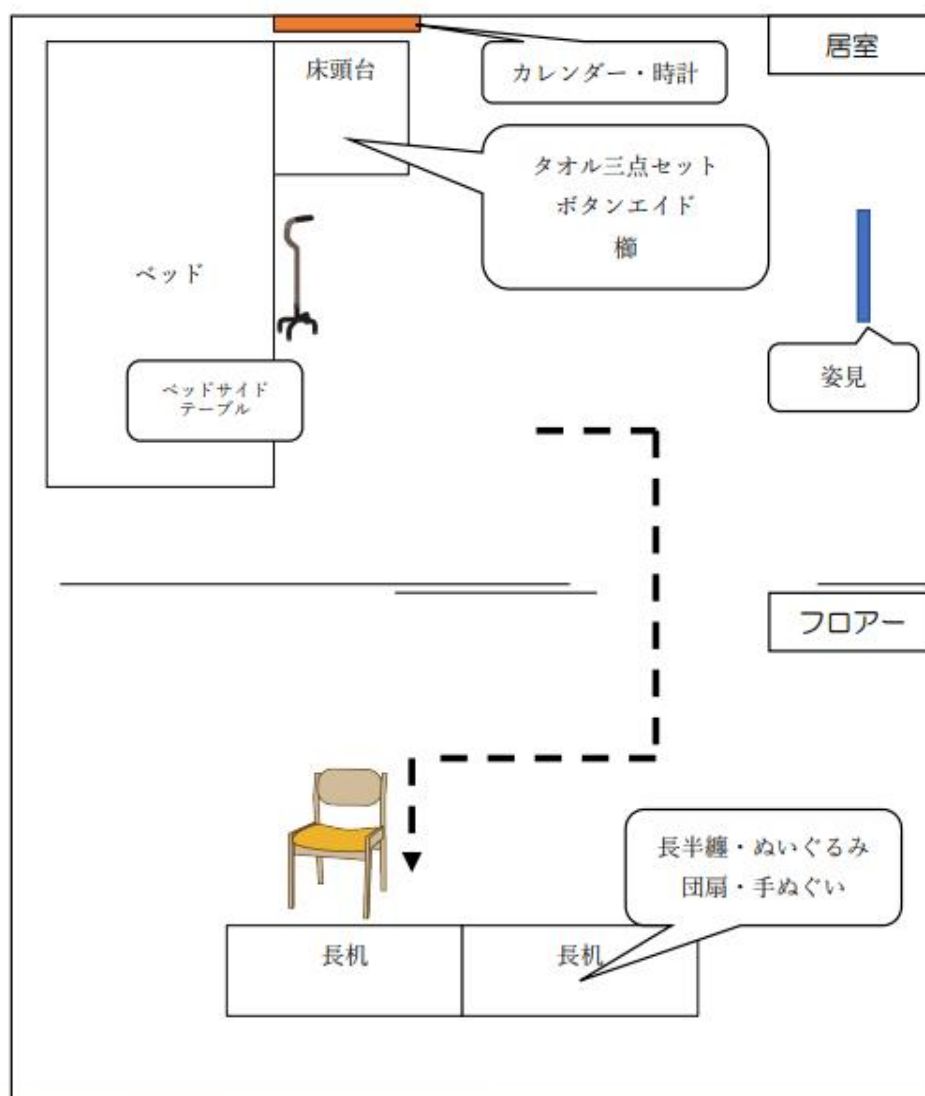 居室
床頭台
カレンダー・時計
タオル三点セット
ボタンエイド
櫛
ベッド
姿見
ベッドサイド
テーブル
フロアー
長半纏・ぬいぐるみ
団扇・手ぬぐい
長机
長机